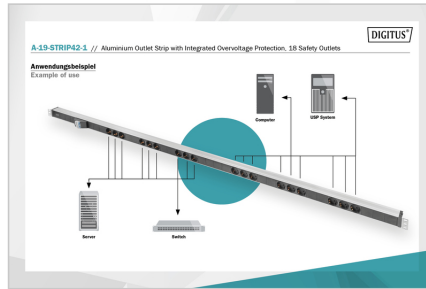 DIGITUS®
A-19-STRIP42-1 // Aluminium Outlet Strip with Integrated Overvoltage Protection, 18 Safety Outlets
Anwendungsbeispiel
Example of use
Computer
USP System
Server
Switch